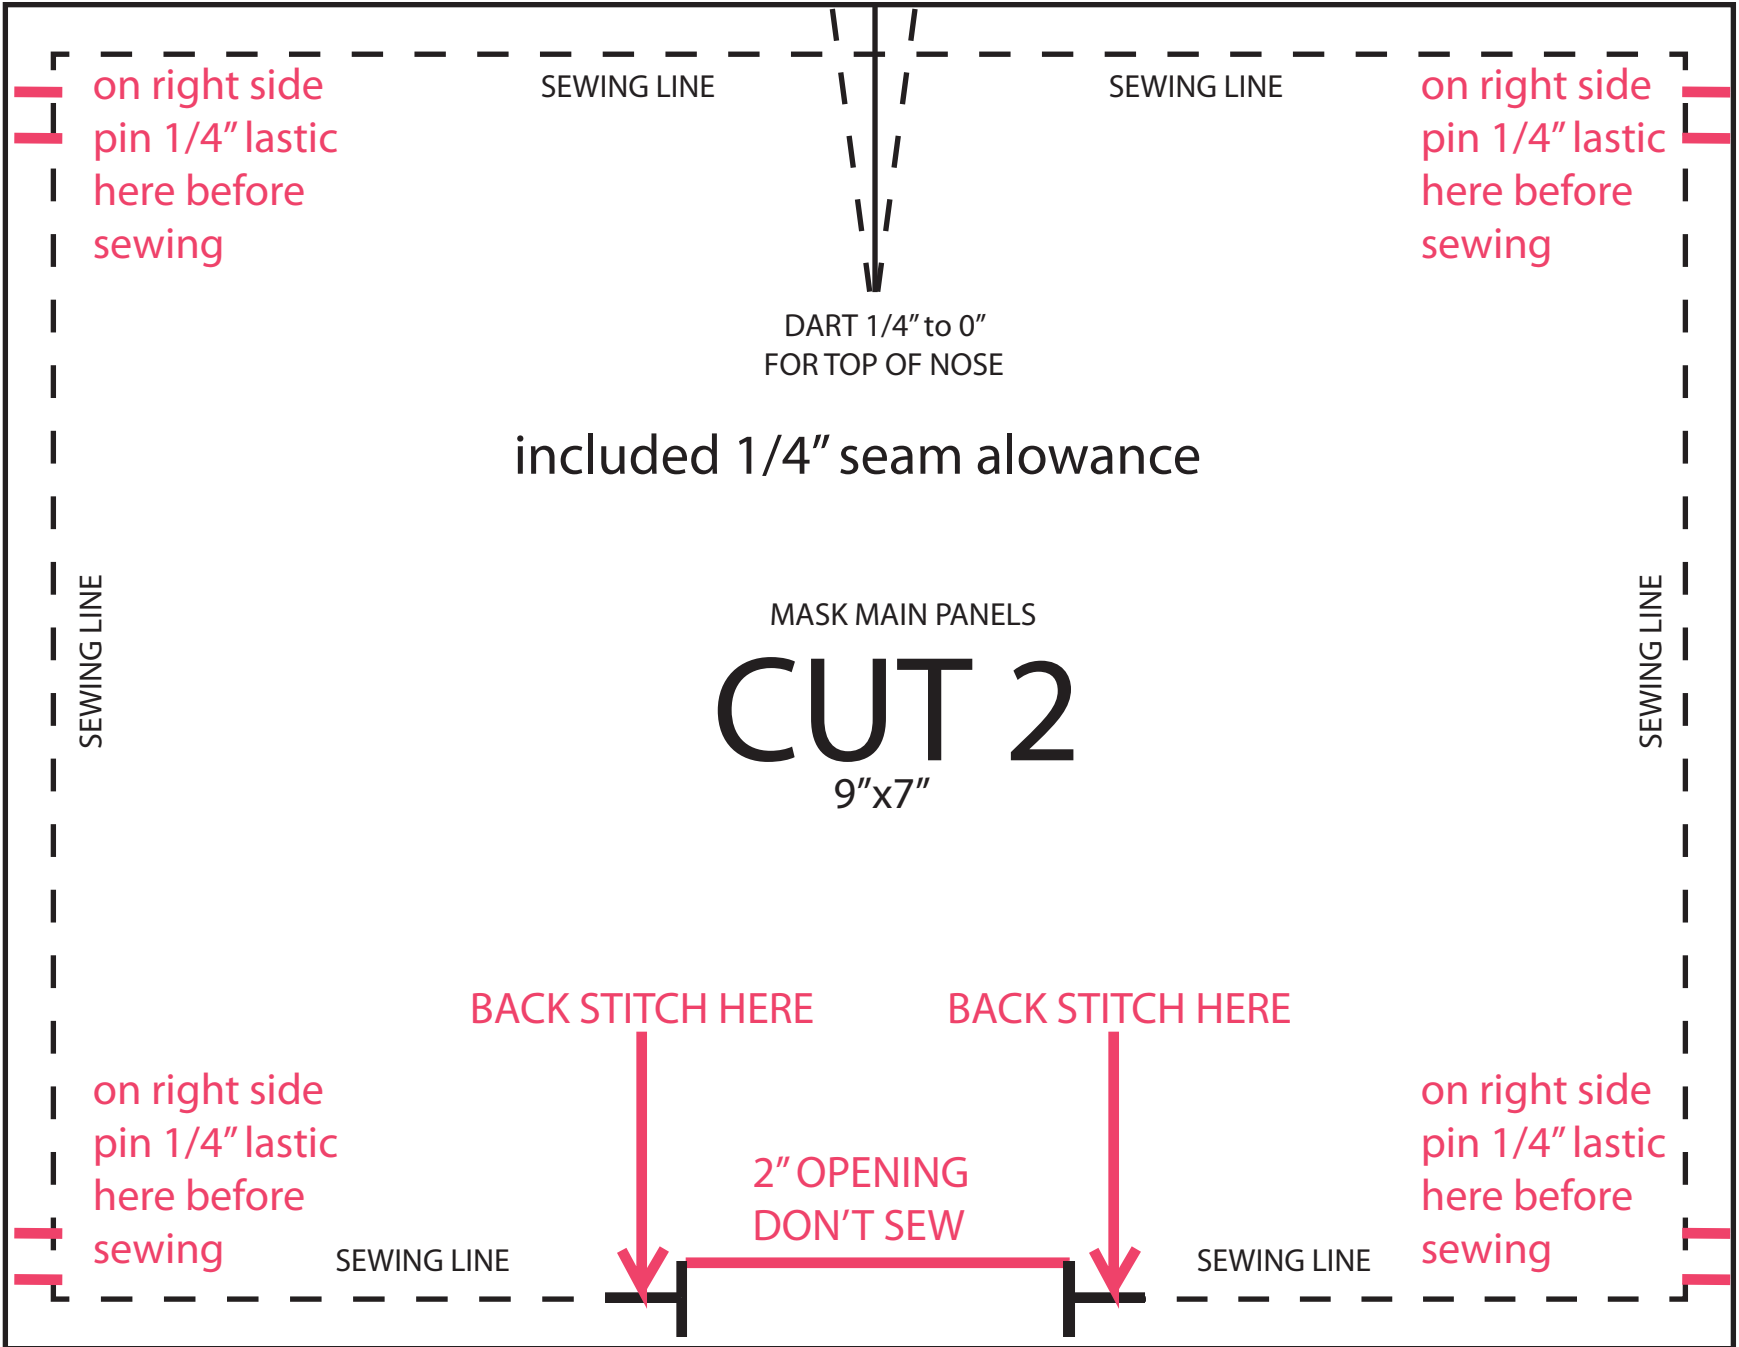 on right side
pin 1/4” lastic
here before
sewing
SEWING LINE
SEWING LINE
on right side
pin 1/4” lastic
here before
sewing
DART 1/4” to 0”
FOR TOP OF NOSE
included 1/4” seam alowance
SEWING LINE
MASK MAIN PANELS
CUT 2
9”x7”
SEWING LINE
BACK STITCH HERE
BACK STITCH HERE
on right side
pin 1/4” lastic
here before
sewing
SEWING LINE
2” OPENING
DON’T SEW
SEWING LINE
on right side
pin 1/4” lastic
here before
sewing